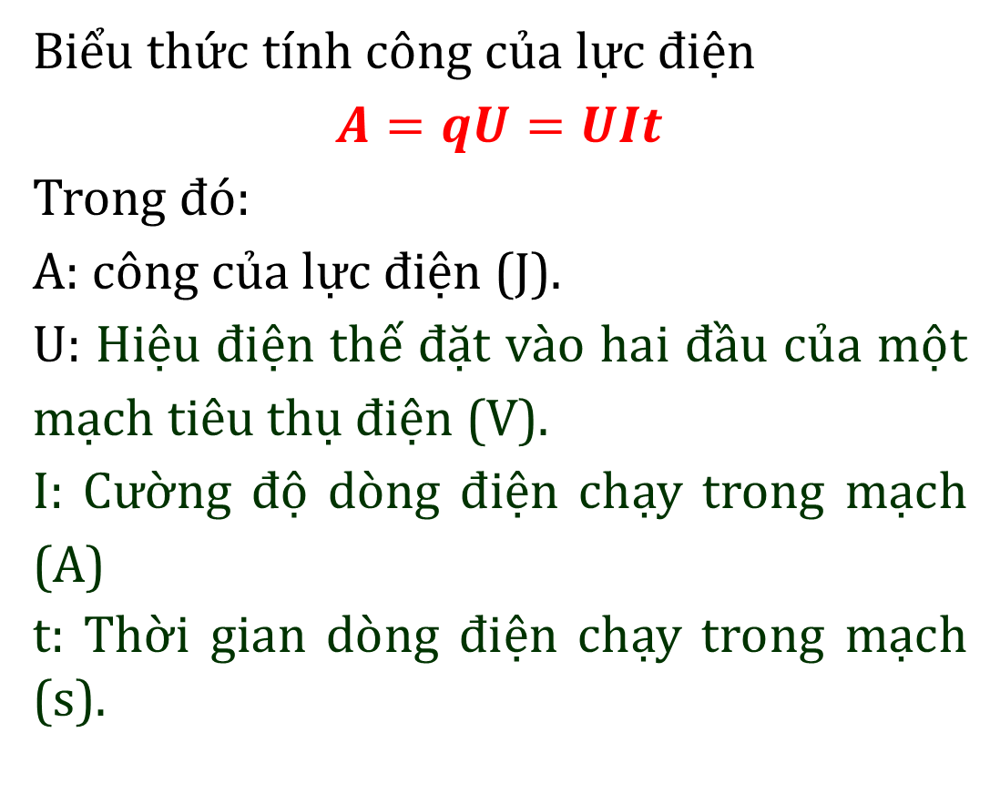 Biểu thức tính công của lực điện
A = qU = UIt
Trong đó:
A: công của lực điện (J).
U: Hiệu điện thế đặt vào hai đầu của một
mạch tiêu thụ điện (V).
I: Cường độ dòng điện chạy trong mạch
(A)
t: Thời gian dòng điện chạy trong mạch
(s).